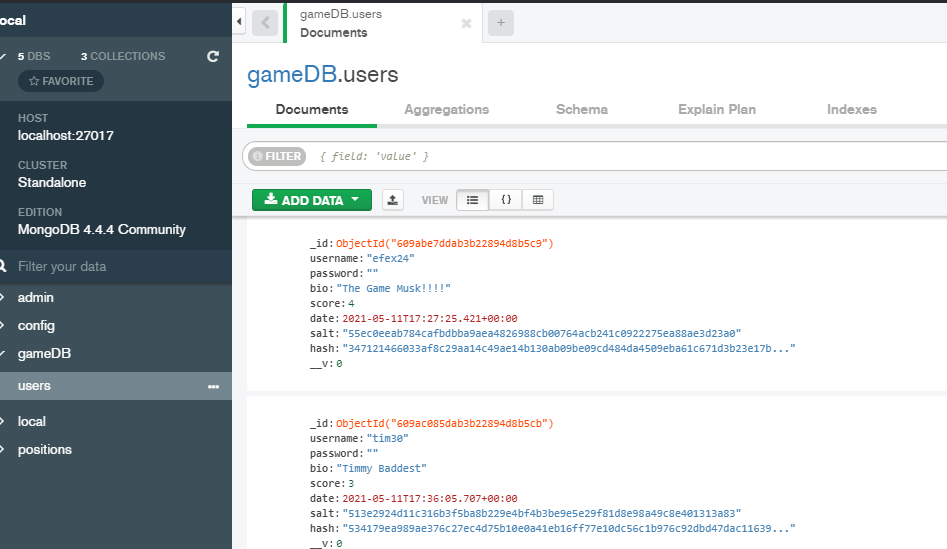 ocal
5 DBS 3 COLLECTIONS
FAVORITE
HOST
localhost:27017
CLUSTER
Standalone
EDITION
MongoDB 4.4.4 Community
Filter your data
admin
config
gameDB
users
local
positions
gameDB.users
Documents
gameDB.users
Documents Aggregations Schema Explain Plan Indexes
FILTER { field: 'value' }
ADD DATA VIEW {}
_id: ObjectId("609abe7ddab3b22894d8b5c9")
username: "efex24"
password: ""
bio: "The Game Musk!!!!"
score: 4
date: 2021-05-11T17:27:25.421+00:00
salt: "55ec0eeab784cafbdbba9aea4826988cb00764acb241c0922275ea88ae3d23a0"
hash: "347121466033af8c29aa14c49ae14b130ab09be09cd484da4509eba61c671d3b23e17b..."
__v: 0
_id: ObjectId("609ac085dab3b22894d8b5cb")
username: "tim30"
password: ""
bio: "Timmy Baddest"
score: 3
date: 2021-05-11T17:36:05.707+00:00
salt: "513e2924d11c316b3f5ba8b229e4bf4b3be9e5e29f81d8e98a49c8e401313a83"
hash: "534179ea989ae376c27ec4d75b10e0a41eb16ff77e10dc56c1b976c92dbd47dac11639..."
__v: 0